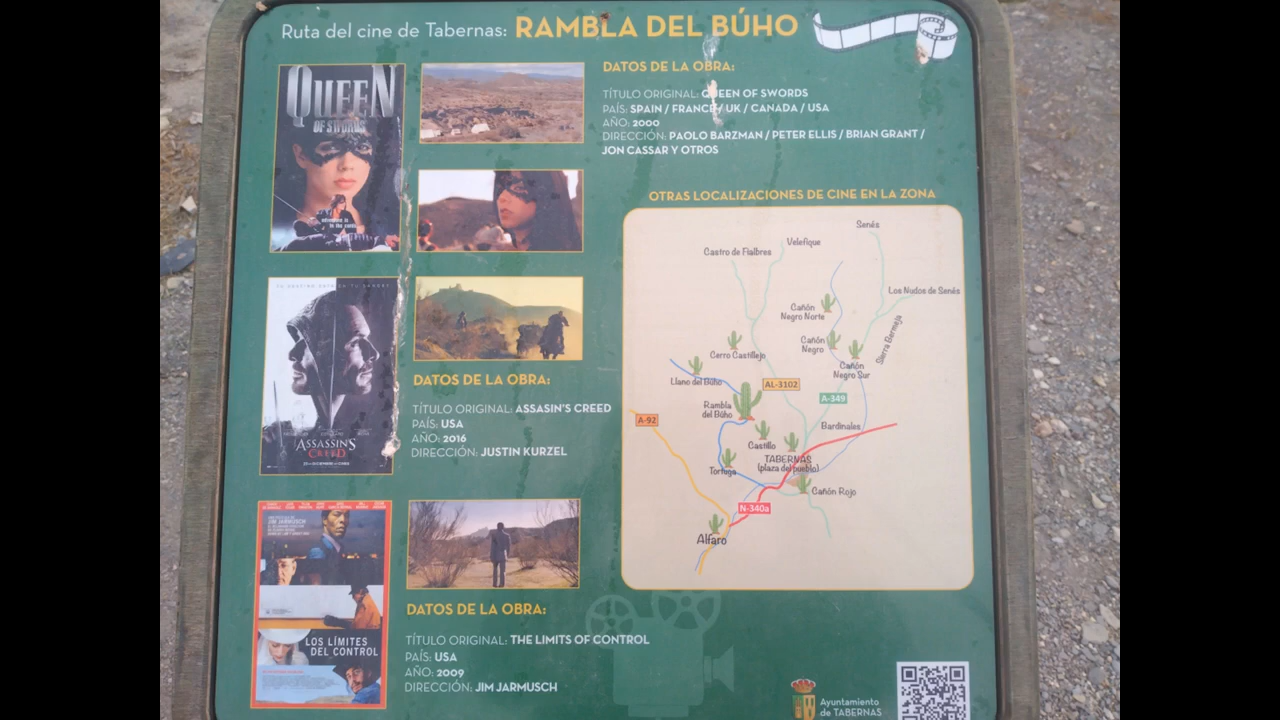 Ruta del cine de Tabernas: RAMBLA DEL BÚHO
QUEEN
OF SWORDS
DATOS DE LA OBRA:
TÍTULO ORIGINAL: QUEEN OF SWORDS
PAÍS: SPAIN / FRANCE / UK / CANADA / USA
AÑO: 2000
DIRECCIÓN: PAOLO BARZMAN / PETER ELLIS / BRIAN GRANT /
JON CASSAR Y OTROS
ASSASSIN'S
CREED
DATOS DE LA OBRA:
TÍTULO ORIGINAL: ASSASIN'S CREED
PAÍS: USA
AÑO: 2016
DIRECCIÓN: JUSTIN KURZEL
JIM JARMUSCH
LOS LÍMITES
DEL CONTROL
DATOS DE LA OBRA:
TÍTULO ORIGINAL: THE LIMITS OF CONTROL
PAÍS: USA
AÑO: 2009
DIRECCIÓN: JIM JARMUSCH
OTRAS LOCALIZACIONES DE CINE EN LA ZONA
Senés
Velefique
Castro de Fialbres
Los Nudos de Senés
Cañón
Negro Norte
Sierra Bermeja
Cañón
Negro
Cerro Castillejo
Cañón
Negro Sur
Llano del Búho
AL-3102
A-349
Rambla
del Búho
A-92
Bardinales
Castillo
TABERNAS
(plaza del pueblo)
Tortuga
Cañón Rojo
N-340a
Alfaro
Ayuntamiento
de TABERNAS